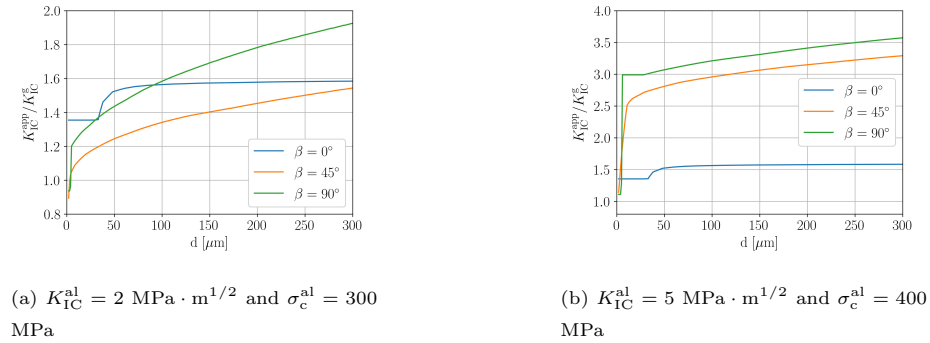 2.0
1.8
1.6
1.4
1.2
1.0
0.8
K_IC^app/K_IC^g
β = 0°
β = 45°
β = 90°
0 50 100 150 200 250 300
d [μm]
(a) K_IC^al = 2 MPa · m^1/2 and σ_c^al = 300
MPa
4.0
3.5
3.0
2.5
2.0
1.5
1.0
K_IC^app/K_IC^g
β = 0°
β = 45°
β = 90°
0 50 100 150 200 250 300
d [μm]
(b) K_IC^al = 5 MPa · m^1/2 and σ_c^al = 400
MPa